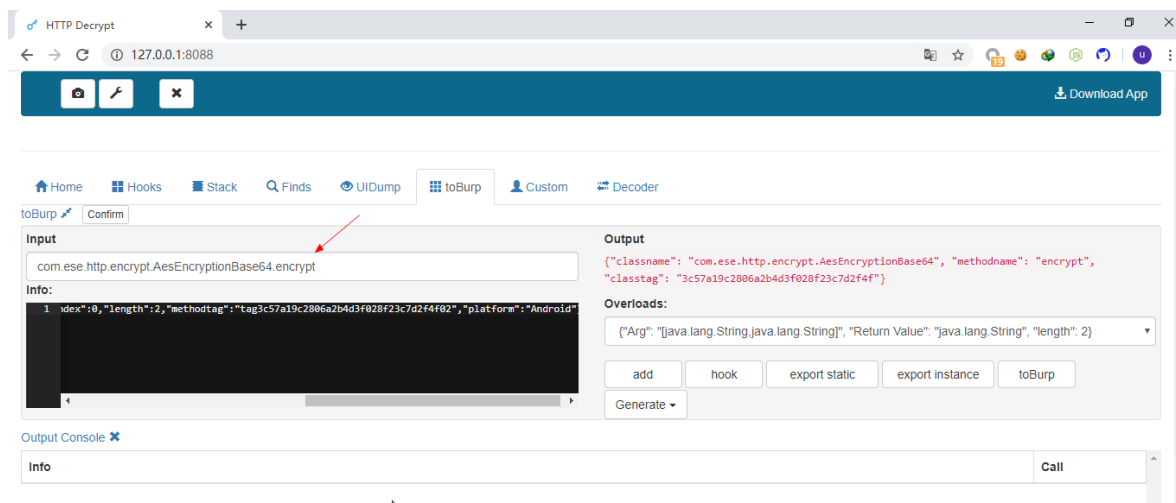 HTTP Decrypt
127.0.0.1:8088
19
u
Download App
Home Hooks Stack Finds UIDump toBurp Custom Decoder
toBurp Confirm
Input
com.ese.http.encrypt.AesEncryptionBase64.encrypt
Info:
1 ndex":0,"length":2,"methodtag":"tag3c57a19c2806a2b4d3f028f23c7d2f4f02","platform":"Android"}
Output
{"classname": "com.ese.http.encrypt.AesEncryptionBase64", "methodname": "encrypt",
"classtag": "3c57a19c2806a2b4d3f028f23c7d2f4f"}
Overloads:
{"Arg": "[java.lang.String,java.lang.String]", "Return Value": "java.lang.String", "length": 2}
add hook export static export instance toBurp
Generate
Output Console
Info Call